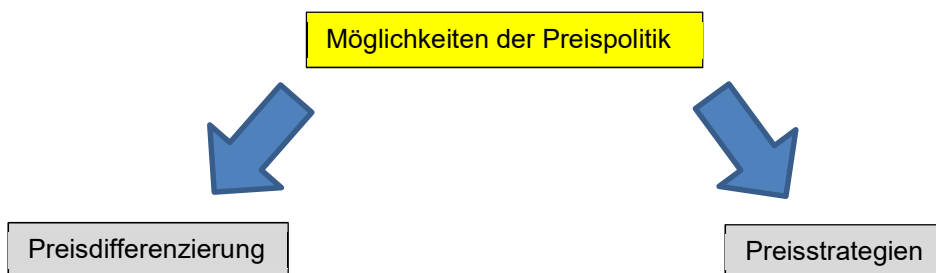 Möglichkeiten der Preispolitik
Preisdifferenzierung
Preisstrategien